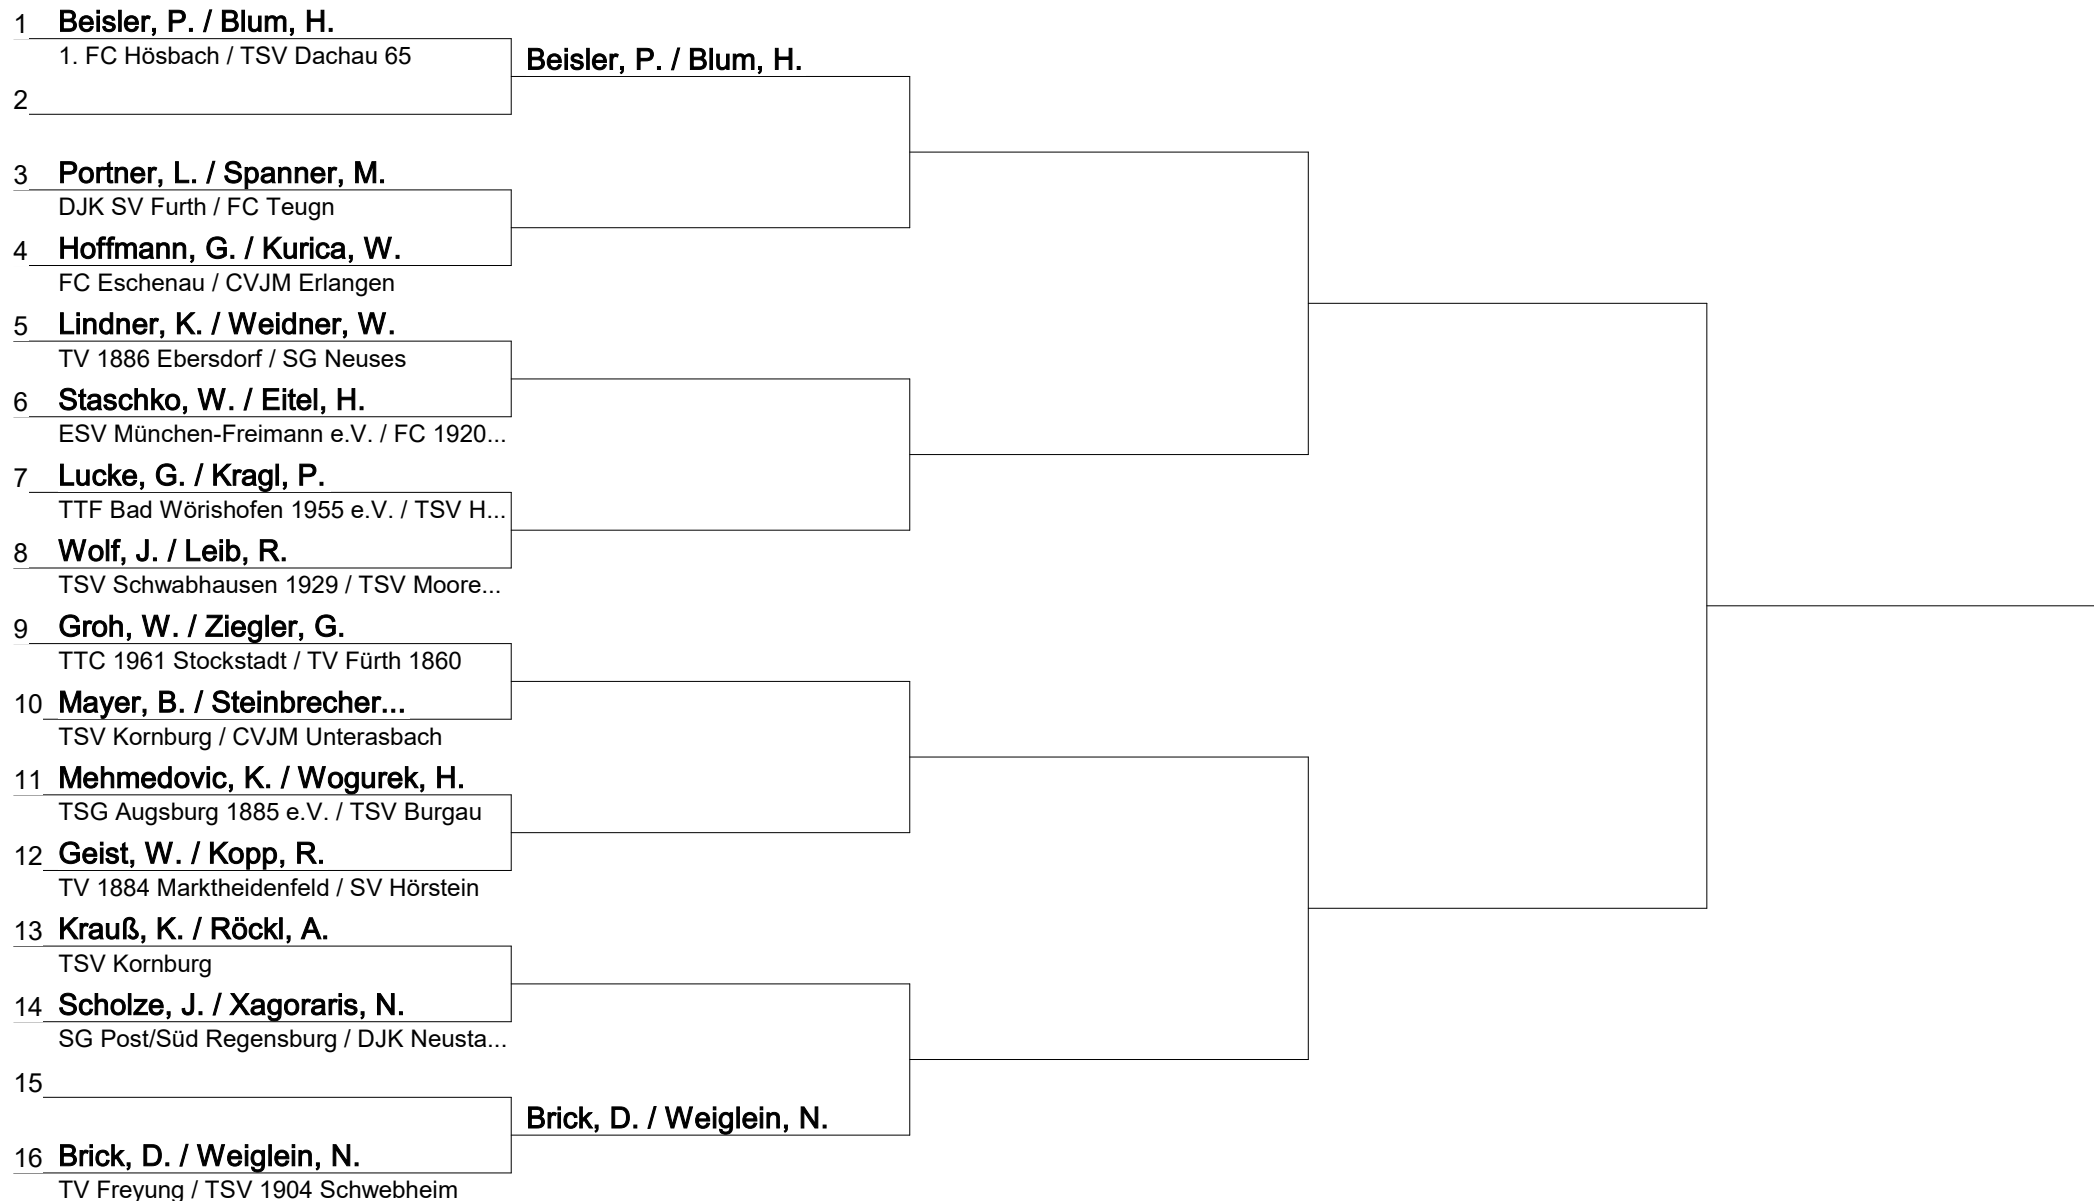 1 Beisler, P. / Blum, H.
1. FC Hösbach / TSV Dachau 65
Beisler, P. / Blum, H.
2
3 Portner, L. / Spanner, M.
DJK SV Furth / FC Teugn
4 Hoffmann, G. / Kurica, W.
FC Eschenau / CVJM Erlangen
5 Lindner, K. / Weidner, W.
TV 1886 Ebersdorf / SG Neuses
6 Staschko, W. / Eitel, H.
ESV München-Freimann e.V. / FC 1920...
7 Lucke, G. / Kragl, P.
TTF Bad Wörishofen 1955 e.V. / TSV H...
8 Wolf, J. / Leib, R.
TSV Schwabhausen 1929 / TSV Moore...
9 Groh, W. / Ziegler, G.
TTC 1961 Stockstadt / TV Fürth 1860
10 Mayer, B. / Steinbrecher...
TSV Kornburg / CVJM Unterasbach
11 Mehmedovic, K. / Wogurek, H.
TSG Augsburg 1885 e.V. / TSV Burgau
12 Geist, W. / Kopp, R.
TV 1884 Marktheidenfeld / SV Hörstein
13 Krauß, K. / Röckl, A.
TSV Kornburg
14 Scholze, J. / Xagoraris, N.
SG Post/Süd Regensburg / DJK Neusta...
15
Brick, D. / Weiglein, N.
16 Brick, D. / Weiglein, N.
TV Freyung / TSV 1904 Schwebheim